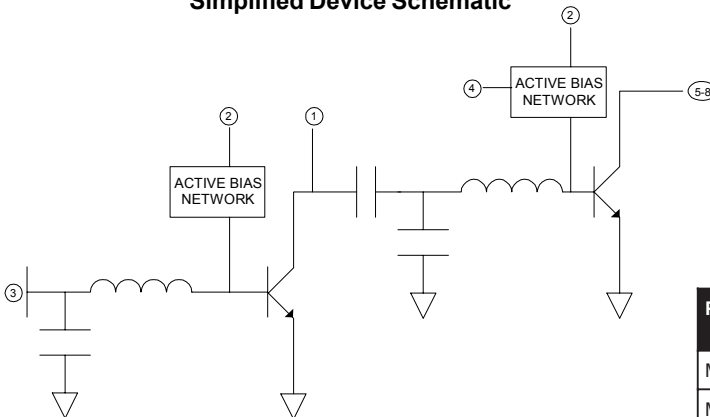 Simplified Device Schematic
2
4
ACTIVE BIAS
NETWORK
5-8
2
1
ACTIVE BIAS
NETWORK
3